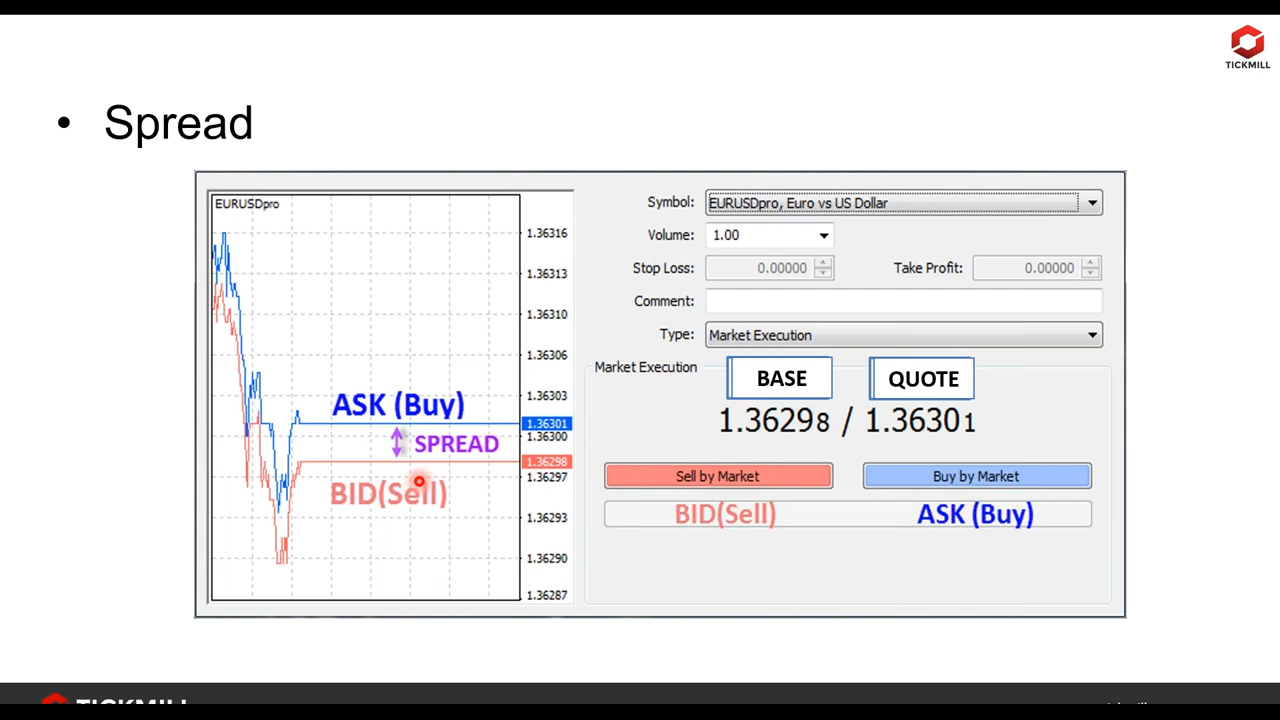 TICKMILL
• Spread
EURUSDpro
1.36316
1.36313
1.36310
1.36306
1.36303
1.36301
1.36300
1.36298
1.36297
1.36293
1.36290
1.36287
ASK (Buy)
SPREAD
BID(Sell)
Symbol: EURUSDpro, Euro vs US Dollar
Volume: 1.00
Stop Loss: 0.00000 Take Profit: 0.00000
Comment:
Type: Market Execution
Market Execution
BASE QUOTE
1.36298 / 1.36301
Sell by Market Buy by Market
BID(Sell) ASK (Buy)
TICKMILL